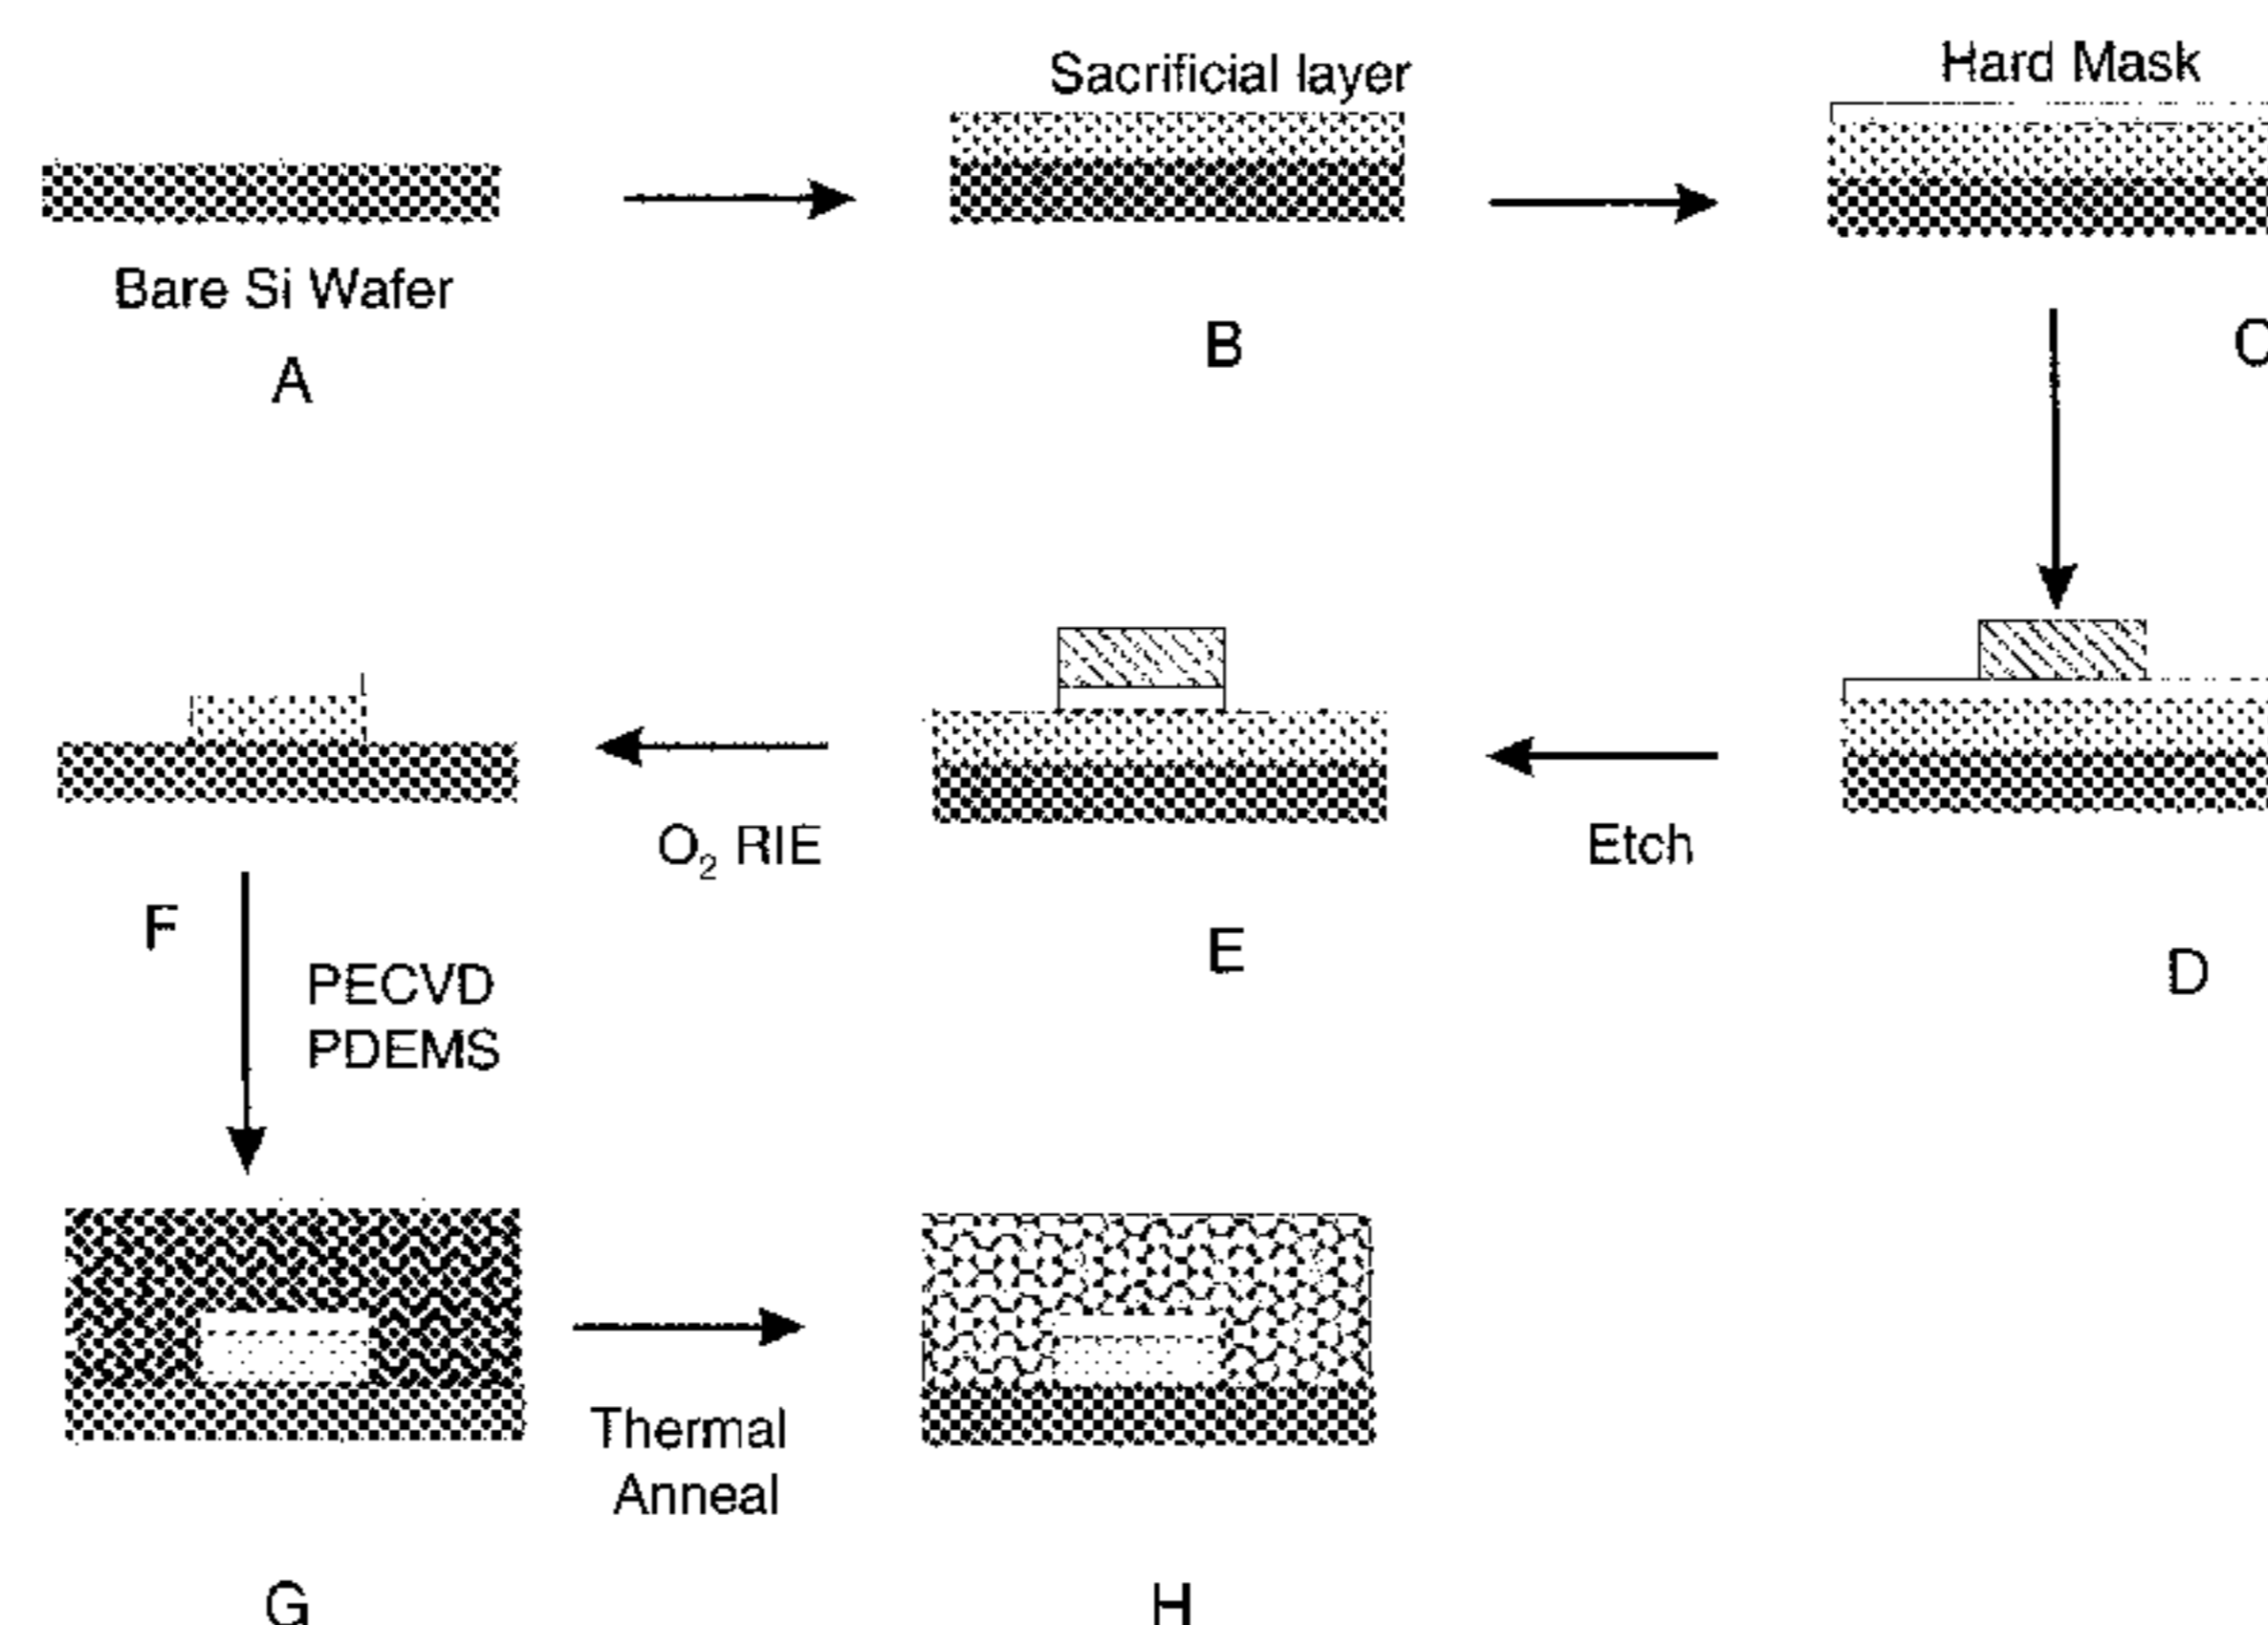 Sacrificial layer
Hard Mask
Bare Si Wafer
A
B
C
O₂ RIE
Etch
F
E
D
PECVD
PDEMS
Thermal
Anneal
G
H